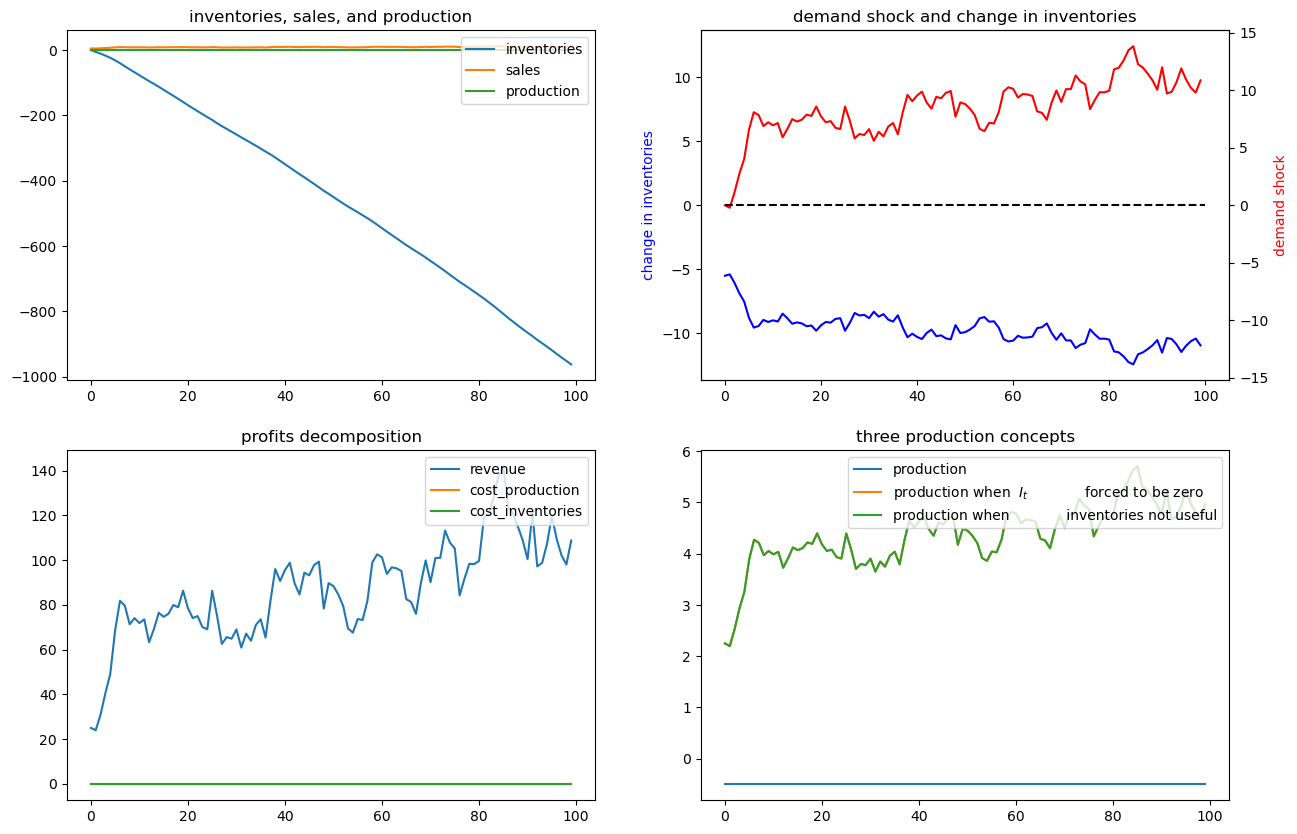 inventories, sales, and production
0
−200
−400
−600
−800
−1000
0 20 40 60 80 100
inventories
sales
production
demand shock and change in inventories
change in inventories
10
5
0
−5
−10
15
10
5
0
−5
−10
−15
demand shock
0 20 40 60 80 100
profits decomposition
140
120
100
80
60
40
20
0
0 20 40 60 80 100
revenue
cost_production
cost_inventories
three production concepts
6
5
4
3
2
1
0
0 20 40 60 80 100
production
production when I_t forced to be zero
production when inventories not useful